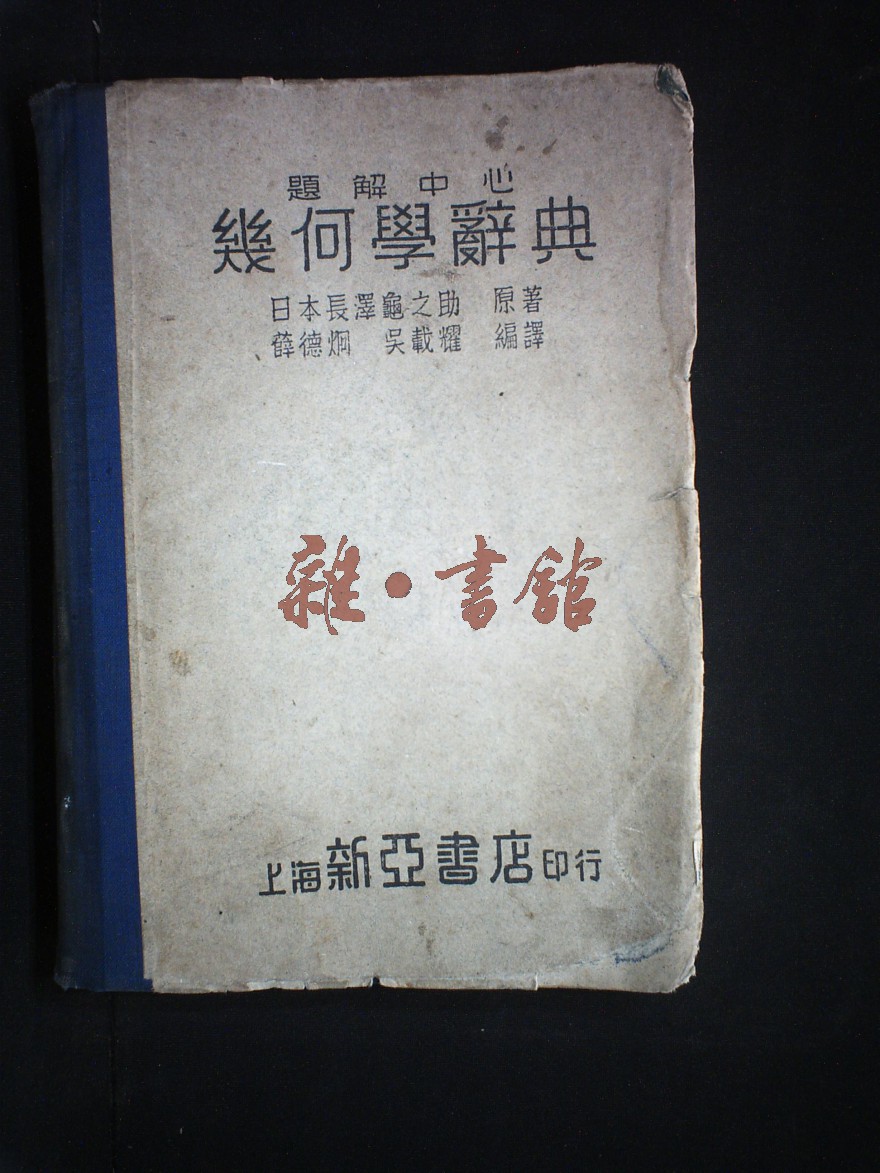 題解中心
幾何學辭典
日本長澤龜之助 原著
薛德炯 吳載耀 編譯
雜•書館
上海新亞書店印行